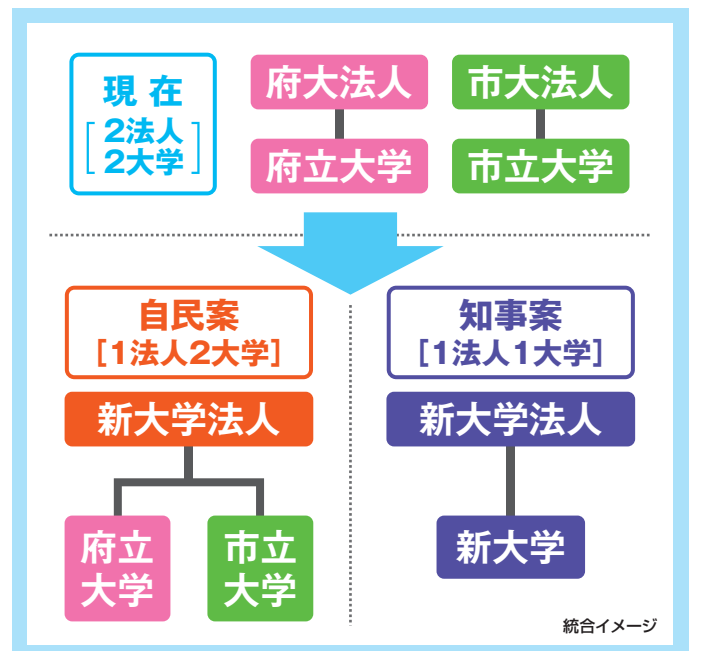 現在
[2法人
2大学]
府大法人
府立大学
市大法人
市立大学
自民案
[1法人2大学]
新大学法人
府立
大学
市立
大学
知事案
[1法人1大学]
新大学法人
新大学
統合イメージ